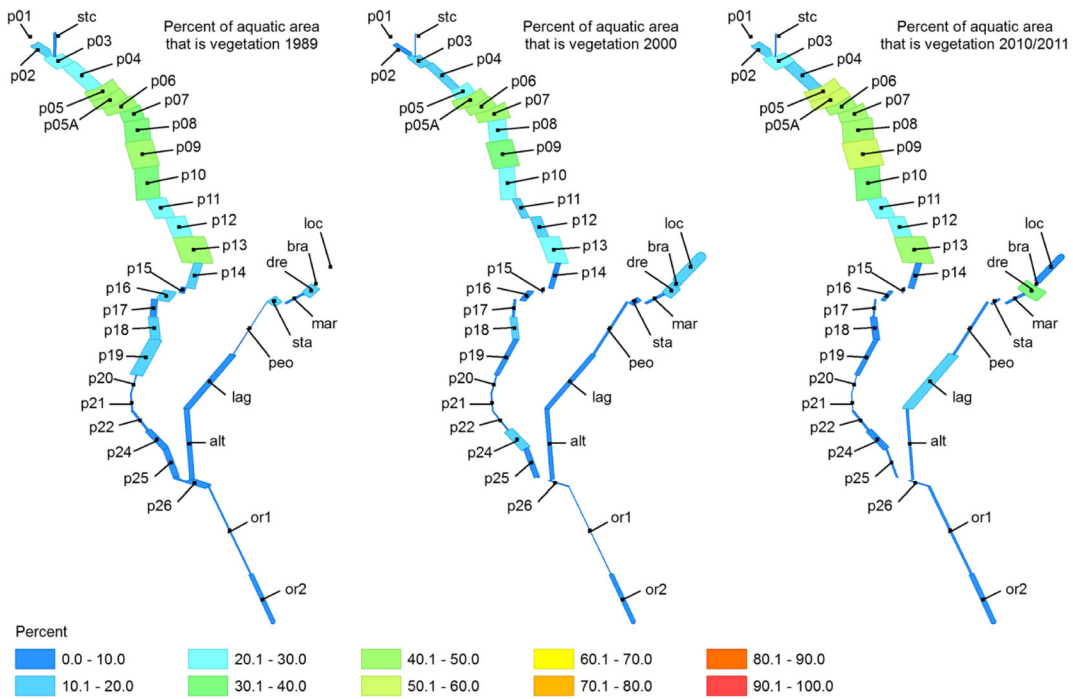 Percent of aquatic area
that is vegetation 1989
p01
stc
p03
p02
p04
p06
p05
p07
p05A
p08
p09
p10
p11
p12
p13
loc
bra
p15
dre
p14
p16
p17
mar
p18
sta
p19
peo
p20
p21
lag
p22
p24
alt
p25
p26
or1
or2
Percent of aquatic area
that is vegetation 2000
p01
stc
p03
p02
p04
p06
p05
p07
p05A
p08
p09
p10
p11
p12
p13
loc
bra
p15
dre
p14
p16
p17
mar
p18
sta
p19
peo
p20
p21
lag
p22
p24
alt
p25
p26
or1
or2
Percent of aquatic area
that is vegetation 2010/2011
p01
stc
p03
p02
p04
p06
p05
p07
p05A
p08
p09
p10
p11
p12
p13
loc
bra
p15
dre
p14
p16
p17
mar
p18
sta
p19
peo
p20
p21
lag
p22
p24
alt
p25
p26
or1
or2
Percent
0.0 - 10.0
10.1 - 20.0
20.1 - 30.0
30.1 - 40.0
40.1 - 50.0
50.1 - 60.0
60.1 - 70.0
70.1 - 80.0
80.1 - 90.0
90.1 - 100.0